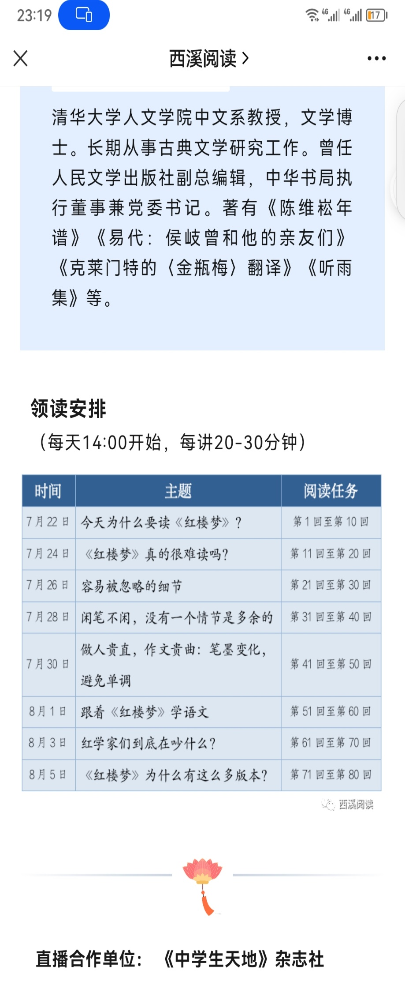 23:19
4G
4G
17
西溪阅读
清华大学人文学院中文系教授，文学博
士。长期从事古典文学研究工作。曾任
人民文学出版社副总编辑，中华书局执
行董事兼党委书记。著有《陈维崧年
谱》《易代：侯岐曾和他的亲友们》
《克莱门特的〈金瓶梅〉翻译》《听雨
集》等。
领读安排
（每天14:00开始，每讲20-30分钟）
时间 主题 阅读任务
7月22日 今天为什么要读《红楼梦》？ 第1回至第10回
7月24日 《红楼梦》真的很难读吗？ 第11回至第20回
7月26日 容易被忽略的细节 第21回至第30回
7月28日 闲笔不闲，没有一个情节是多余的 第31回至第40回
7月30日 做人贵直，作文贵曲：笔墨变化， 第41回至第50回
避免单调
8月1日 跟着《红楼梦》学语文 第51回至第60回
8月3日 红学家们到底在吵什么？ 第61回至第70回
8月5日 《红楼梦》为什么有这么多版本？ 第71回至第80回
西溪阅读
直播合作单位：《中学生天地》杂志社